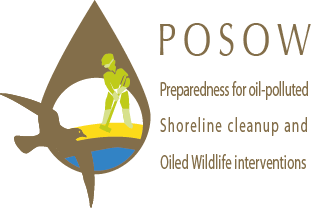 POSOW
Preparedness for oil-polluted
Shoreline cleanup and
Oiled Wildlife interventions